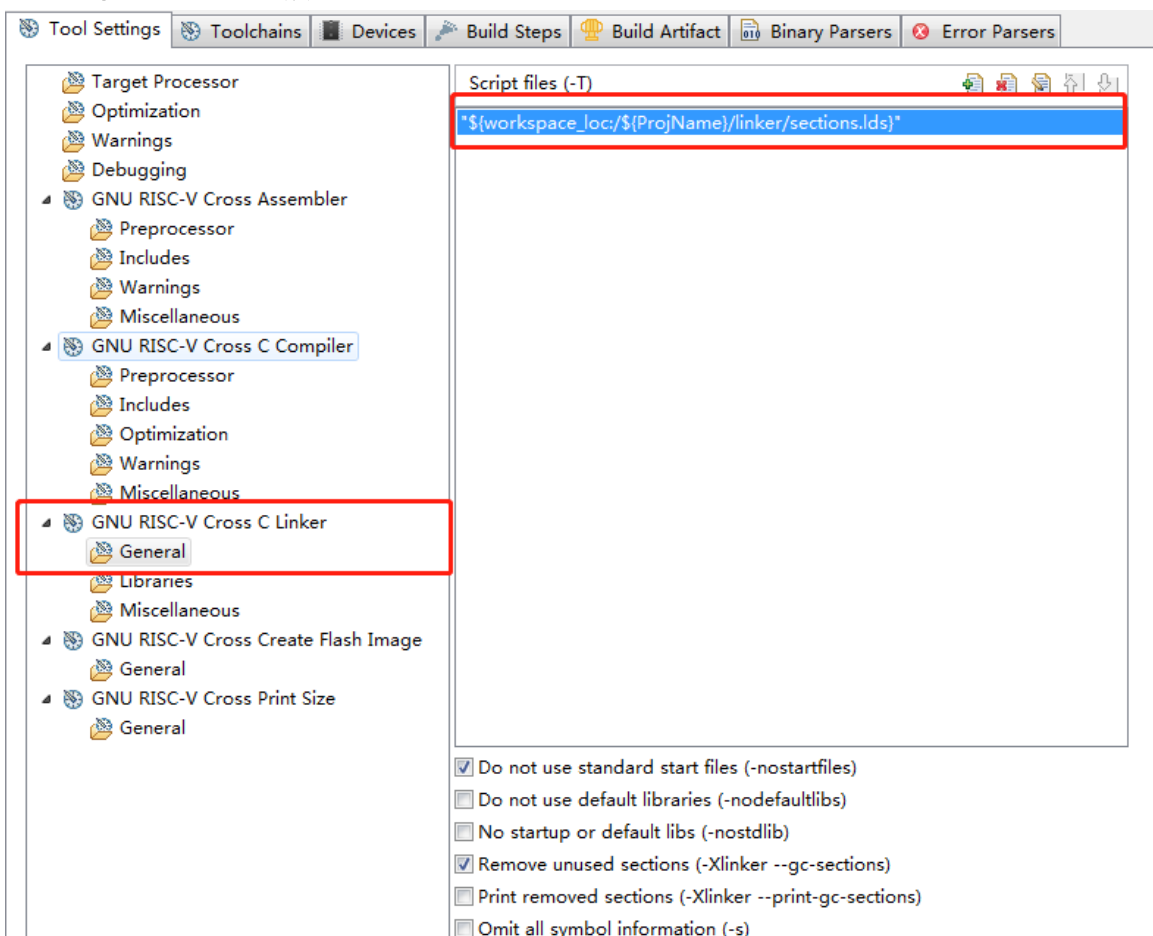 Tool Settings Toolchains Devices Build Steps Build Artifact Binary Parsers Error Parsers
Target Processor
Optimization
Warnings
Debugging
GNU RISC-V Cross Assembler
Preprocessor
Includes
Warnings
Miscellaneous
GNU RISC-V Cross C Compiler
Preprocessor
Includes
Optimization
Warnings
Miscellaneous
GNU RISC-V Cross C Linker
General
Libraries
Miscellaneous
GNU RISC-V Cross Create Flash Image
General
GNU RISC-V Cross Print Size
General
Script files (-T)
"${workspace_loc:/${ProjName}/linker/sections.lds}"
Do not use standard start files (-nostartfiles)
Do not use default libraries (-nodefaultlibs)
No startup or default libs (-nostdlib)
Remove unused sections (-Xlinker --gc-sections)
Print removed sections (-Xlinker --print-gc-sections)
Omit all symbol information (-s)